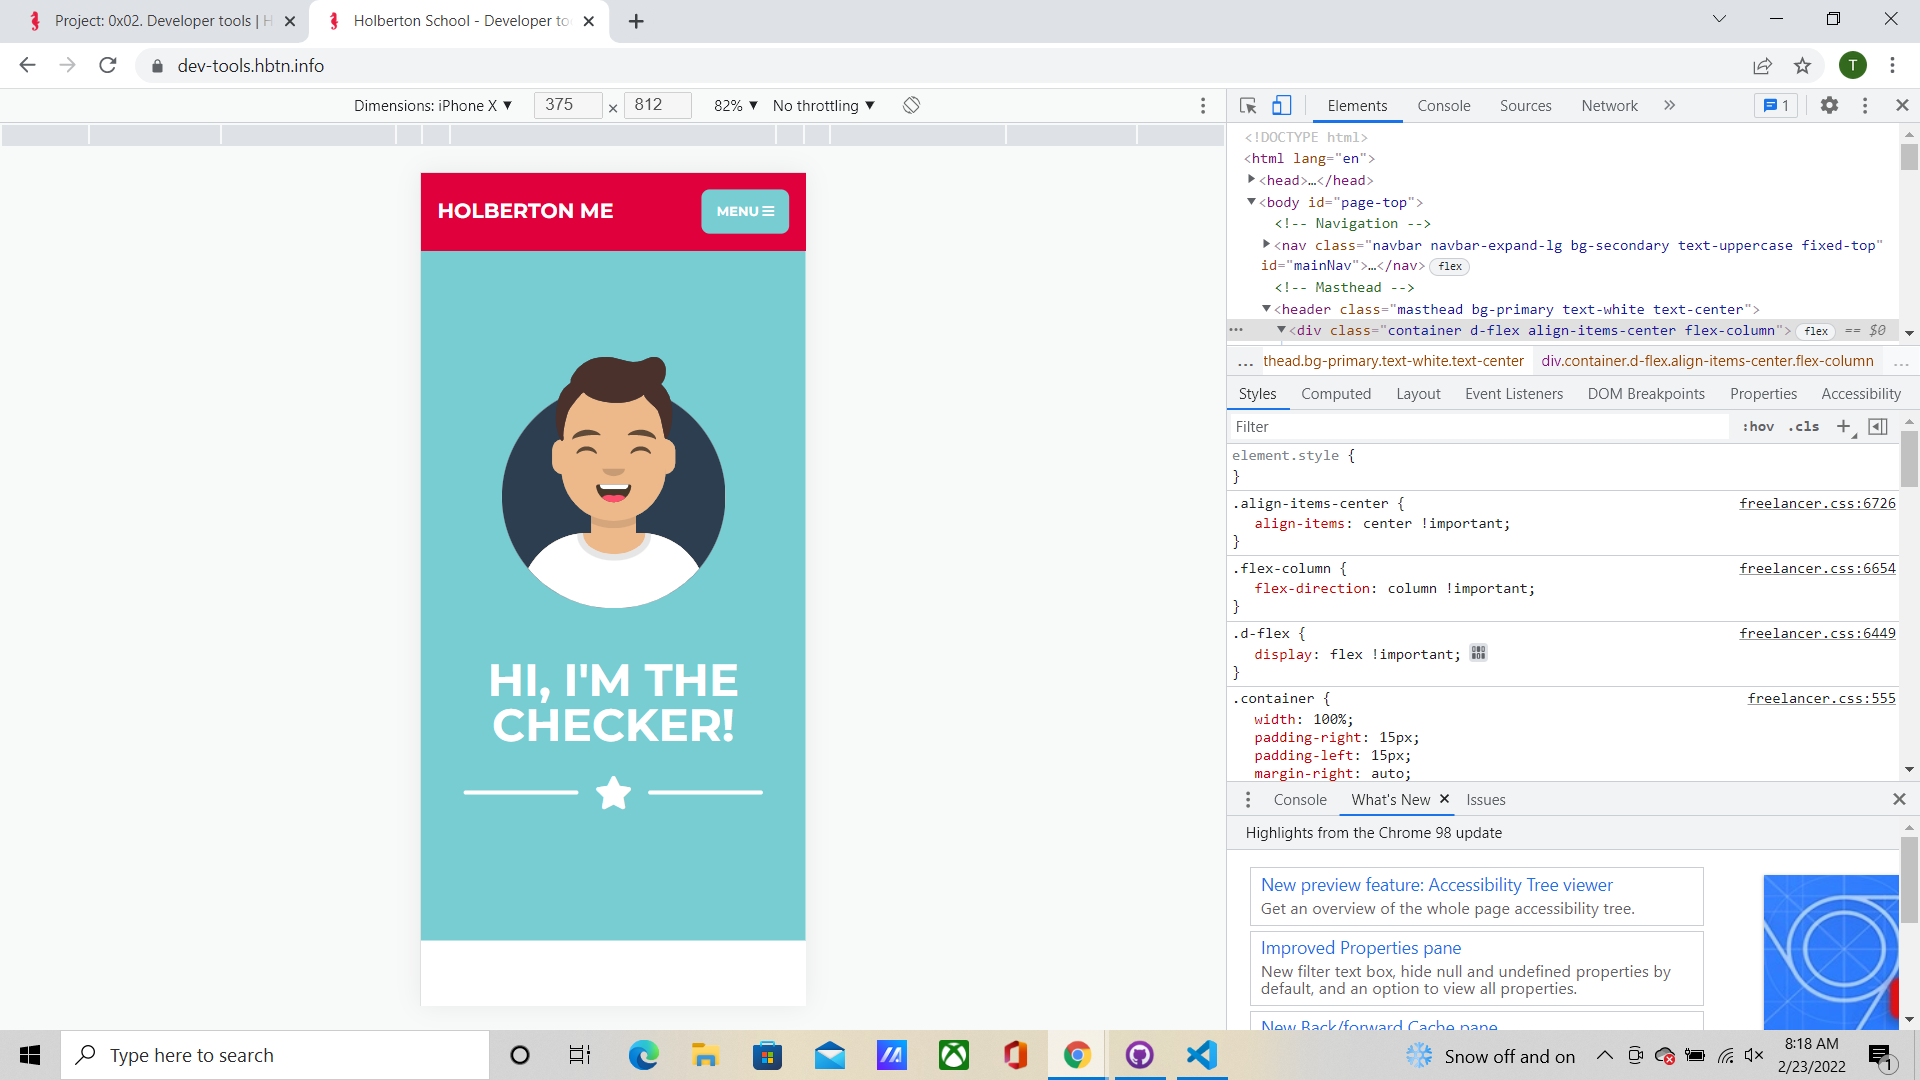 Project: 0x02. Developer tools | H
Holberton School - Developer too
dev-tools.hbtn.info
T
Dimensions: iPhone X ▼ 375 × 812 82% ▼ No throttling ▼
Elements Console Sources Network » 1
HOLBERTON ME
MENU
HI, I'M THE
CHECKER!
<!DOCTYPE html>
<html lang="en">
<head>…</head>
<body id="page-top">
<!-- Navigation -->
<nav class="navbar navbar-expand-lg bg-secondary text-uppercase fixed-top"
id="mainNav">…</nav> flex
<!-- Masthead -->
<header class="masthead bg-primary text-white text-center">
<div class="container d-flex align-items-center flex-column"> flex == $0
... thead.bg-primary.text-white.text-center div.container.d-flex.align-items-center.flex-column ...
Styles Computed Layout Event Listeners DOM Breakpoints Properties Accessibility
Filter :hov .cls
element.style {
}
.align-items-center { freelancer.css:6726
align-items: center !important;
}
.flex-column { freelancer.css:6654
flex-direction: column !important;
}
.d-flex { freelancer.css:6449
display: flex !important;
}
.container { freelancer.css:555
width: 100%;
padding-right: 15px;
padding-left: 15px;
margin-right: auto;
Console What's New Issues
Highlights from the Chrome 98 update
New preview feature: Accessibility Tree viewer
Get an overview of the whole page accessibility tree.
Improved Properties pane
New filter text box, hide null and undefined properties by
default, and an option to view all properties.
New Back/forward Cache pane
Type here to search
Snow off and on
8:18 AM
2/23/2022
1